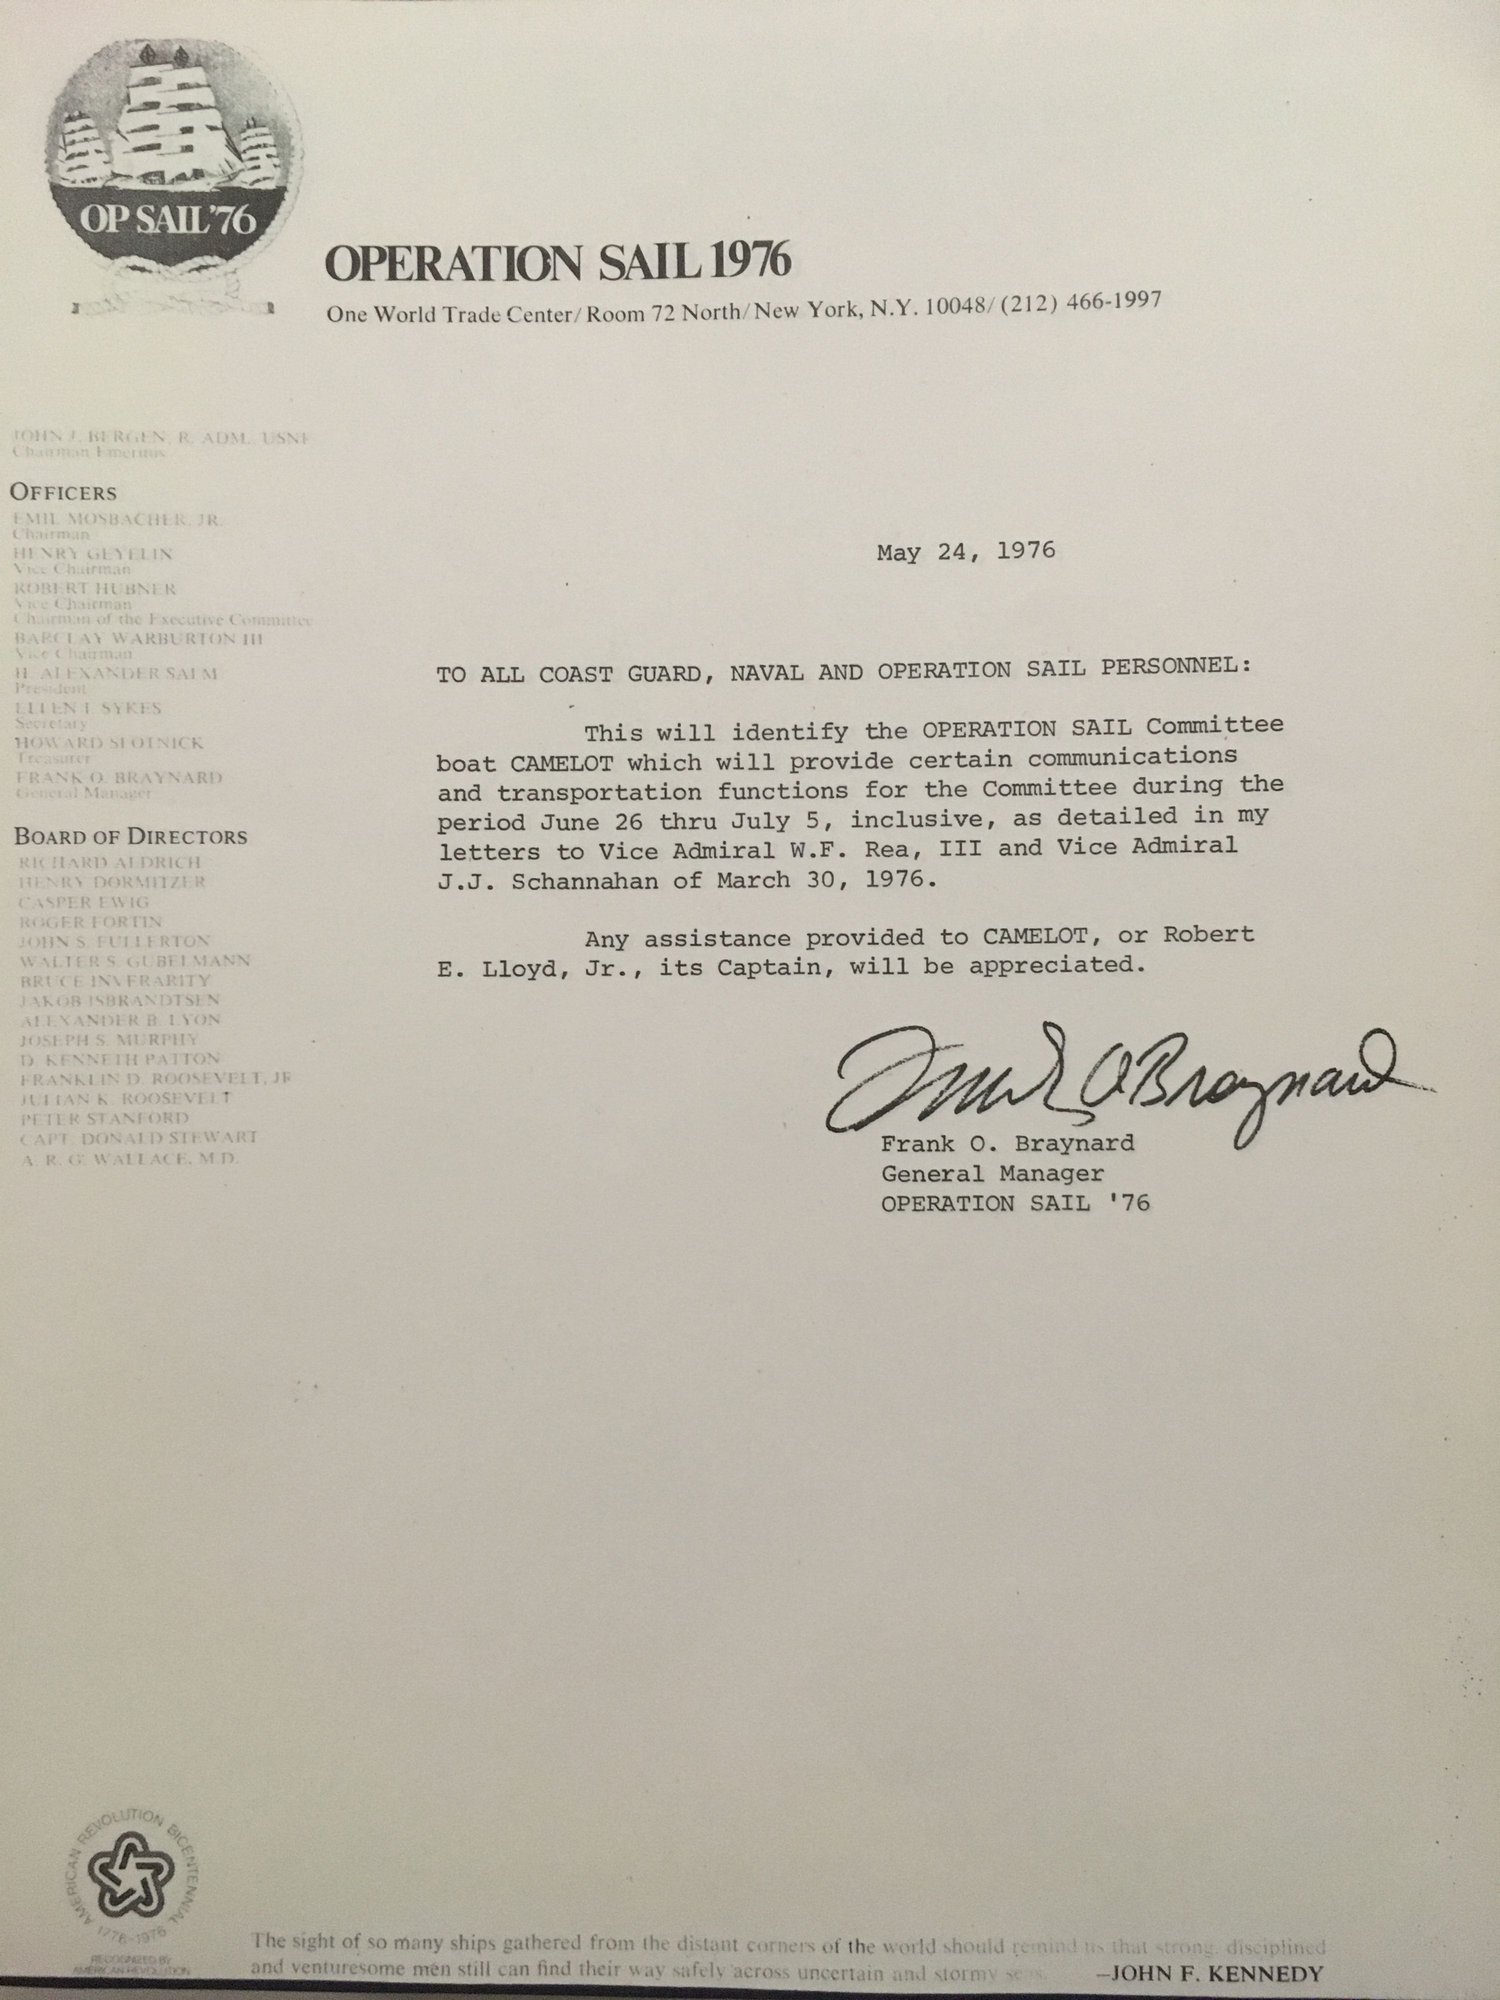 OP SAIL '76
OPERATION SAIL 1976
One World Trade Center/Room 72 North/New York, N.Y. 10048/(212) 466-1997
JOHN J. BERGEN, R. ADM., USNR
Chairman Emeritus
OFFICERS
EMIL MOSBACHER, JR.
Chairman
HENRY GEYELIN
Vice Chairman
ROBERT HUBNER
Vice Chairman
Chairman of the Executive Committee
BARCLAY WARBURTON III
Vice Chairman
H. ALEXANDER SALM
President
ELLEN F. SYKES
Secretary
HOWARD SLOTNICK
Treasurer
FRANK O. BRAYNARD
General Manager
BOARD OF DIRECTORS
RICHARD ALDRICH
HENRY DORMITZER
CASPER EWIG
ROGER FORTIN
JOHN S. FULLERTON
WALTER S. GUBELMANN
BRUCE INVERARITY
JAKOB ISBRANDTSEN
ALEXANDER B. LYON
JOSEPH S. MURPHY
D. KENNETH PATTON
FRANKLIN D. ROOSEVELT, JR
JULIAN K. ROOSEVELT
PETER STANFORD
CAPT. DONALD STEWART
A. R. G. WALLACE, M.D.
May 24, 1976
TO ALL COAST GUARD, NAVAL AND OPERATION SAIL PERSONNEL:
This will identify the OPERATION SAIL Committee
boat CAMELOT which will provide certain communications
and transportation functions for the Committee during the
period June 26 thru July 5, inclusive, as detailed in my
letters to Vice Admiral W.F. Rea, III and Vice Admiral
J.J. Schannahan of March 30, 1976.
Any assistance provided to CAMELOT, or Robert
E. Lloyd, Jr., its Captain, will be appreciated.
Frank O Braynard
Frank O. Braynard
General Manager
OPERATION SAIL '76
AMERICAN REVOLUTION BICENTENNIAL
1776-1976
RECOGNIZED BY
AMERICAN REVOLUTION
The sight of so many ships gathered from the distant corners of the world should remind us that strong, disciplined
and venturesome men still can find their way safely across uncertain and stormy seas.
—JOHN F. KENNEDY